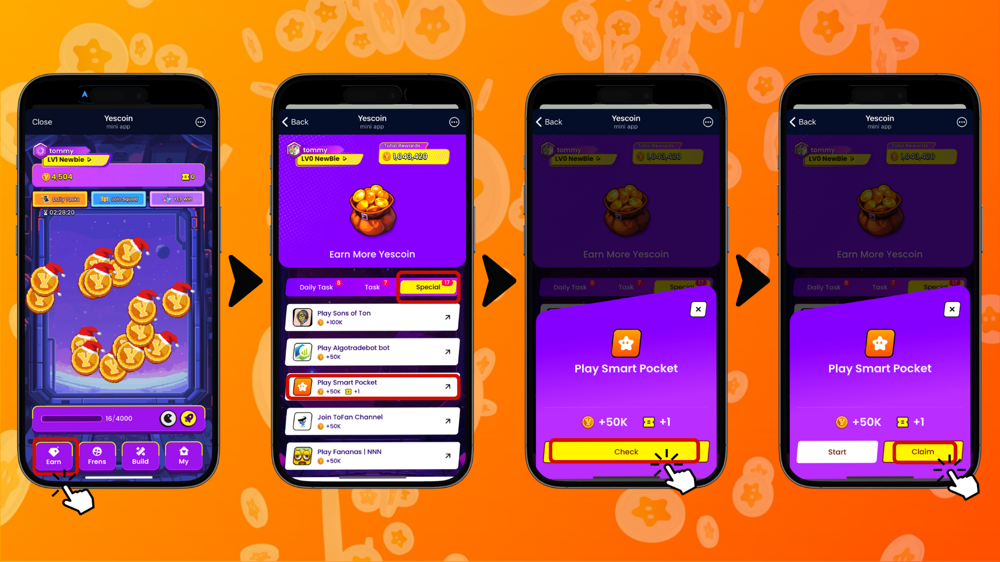 Close
Yescoin
mini app
tommy
LV1 Newbie
4,504
0
Daily Tasks
Join Squad
YES Win
02:28:20
16/4000
Earn
Frens
Build
My
Back
Yescoin
mini app
tommy
LV0 NewBie
Total Rewards
1,043,420
Earn More Yescoin
Daily Task 8
Task 7
Special 17
Play Sons of Ton
+100K
Play Algotradebot bot
+50K
Play Smart Pocket
+50K +1
Join ToFan Channel
+50K
Play Fananas | NNN
+50K
Back
Yescoin
mini app
tommy
LV0 NewBie
Total Rewards
1,043,420
Earn More Yescoin
Daily Task 8
Task 7
Special 17
Play Smart Pocket
+50K +1
Check
Back
Yescoin
mini app
tommy
LV0 NewBie
Total Rewards
1,043,420
Earn More Yescoin
Daily Task 8
Task 7
Special 17
Play Smart Pocket
+50K +1
Start
Claim